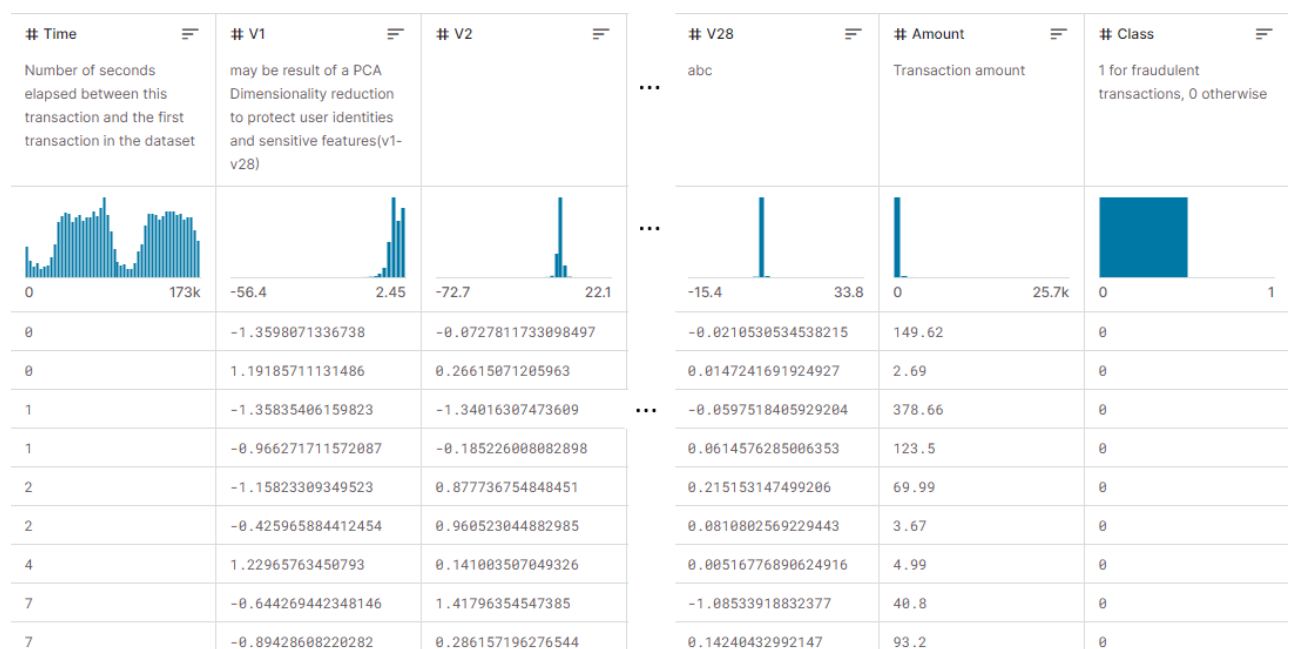 # Time # V1 # V2 # V28 # Amount # Class
Number of seconds may be result of a PCA abc Transaction amount 1 for fraudulent
elapsed between this Dimensionality reduction transactions, 0 otherwise
transaction and the first to protect user identities ...
transaction in the dataset and sensitive features(v1-
v28)
...
0 173k -56.4 2.45 -72.7 22.1 -15.4 33.8 0 25.7k 0 1
0 -1.3598071336738 -0.0727811733098497 -0.0210530534538215 149.62 0
0 1.19185711131486 0.26615071205963 0.0147241691924927 2.69 0
1 -1.35835406159823 -1.34016307473609 ... -0.0597518405929204 378.66 0
1 -0.966271711572087 -0.185226008082898 0.0614576285006353 123.5 0
2 -1.15823309349523 0.877736754848451 0.215153147499206 69.99 0
2 -0.425965884412454 0.960523044882985 0.0810802569229443 3.67 0
4 1.22965763450793 0.141003507049326 0.00516776890624916 4.99 0
7 -0.644269442348146 1.41796354547385 -1.08533918832377 40.8 0
7 -0.89428608220282 0.286157196276544 0.14240432992147 93.2 0